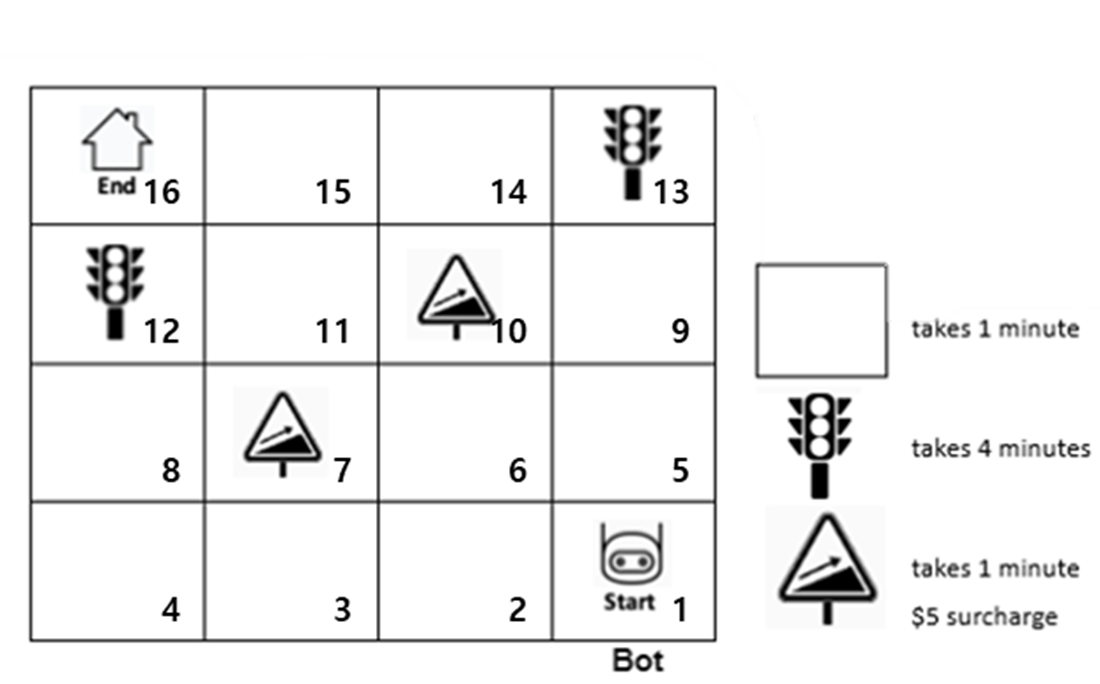 End 16
15
14
13
12
11
10
9
takes 1 minute
8
7
6
5
takes 4 minutes
4
3
2
Start 1
takes 1 minute
$5 surcharge
Bot